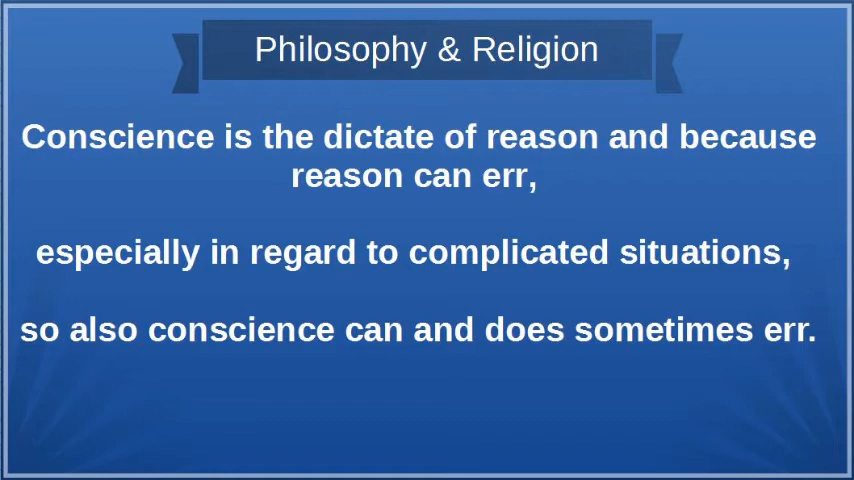 Philosophy & Religion
Conscience is the dictate of reason and because
reason can err,
especially in regard to complicated situations,
so also conscience can and does sometimes err.